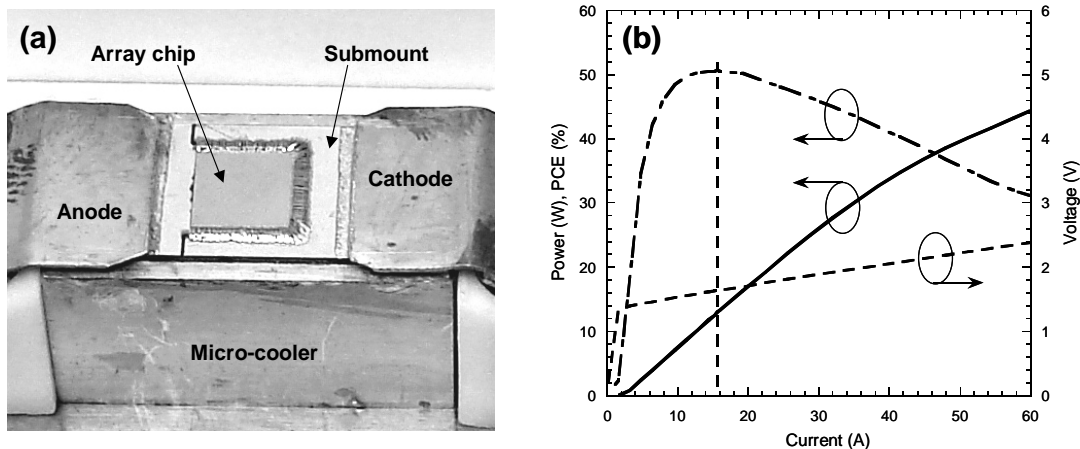 (a)
Array chip
Submount
Anode
Cathode
Micro-cooler
(b)
Power (W), PCE (%)
60
50
40
30
20
10
0
0 10 20 30 40 50 60
Current (A)
6
5
4
3
2
1
0
Voltage (V)